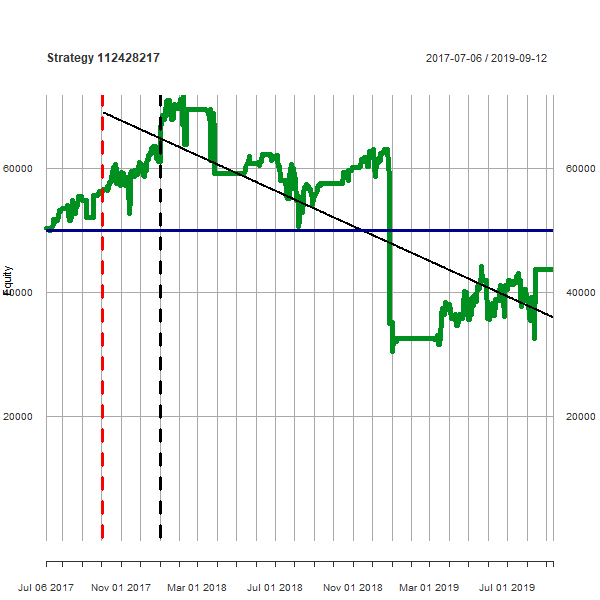 Strategy 112428217
2017-07-06 / 2019-09-12
60000
60000
Equity
40000
40000
20000
20000
Jul 06 2017
Nov 01 2017
Mar 01 2018
Jul 01 2018
Nov 01 2018
Mar 01 2019
Jul 01 2019